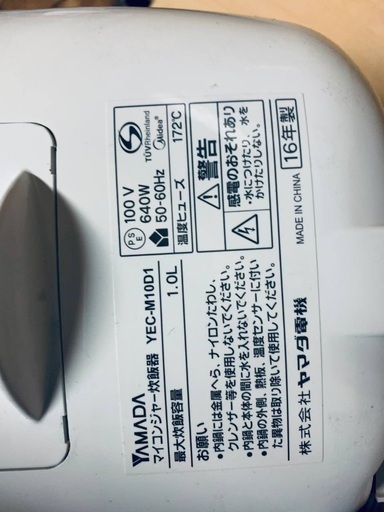 YAMADA
マイコンジャー炊飯器 YEC-M10D1
最大炊飯容量 1.0L
お願い
•内鍋には金属へら、ナイロンたわし、
クレンザー等を使用しないでください。
•内鍋と本体の間に水を入れないでください。
•内鍋の外側、熱板、温度センサーに付い
た異物は取り除いて使用してください。
株式会社 ヤマダ電機
PS
E
100 V
640W
50-60Hz
温度ヒューズ 172℃
TÜVRheinland
Midea
警告
感電のおそれあり
•水につけたり、水を
かけたりしない。
16年製
MADE IN CHINA